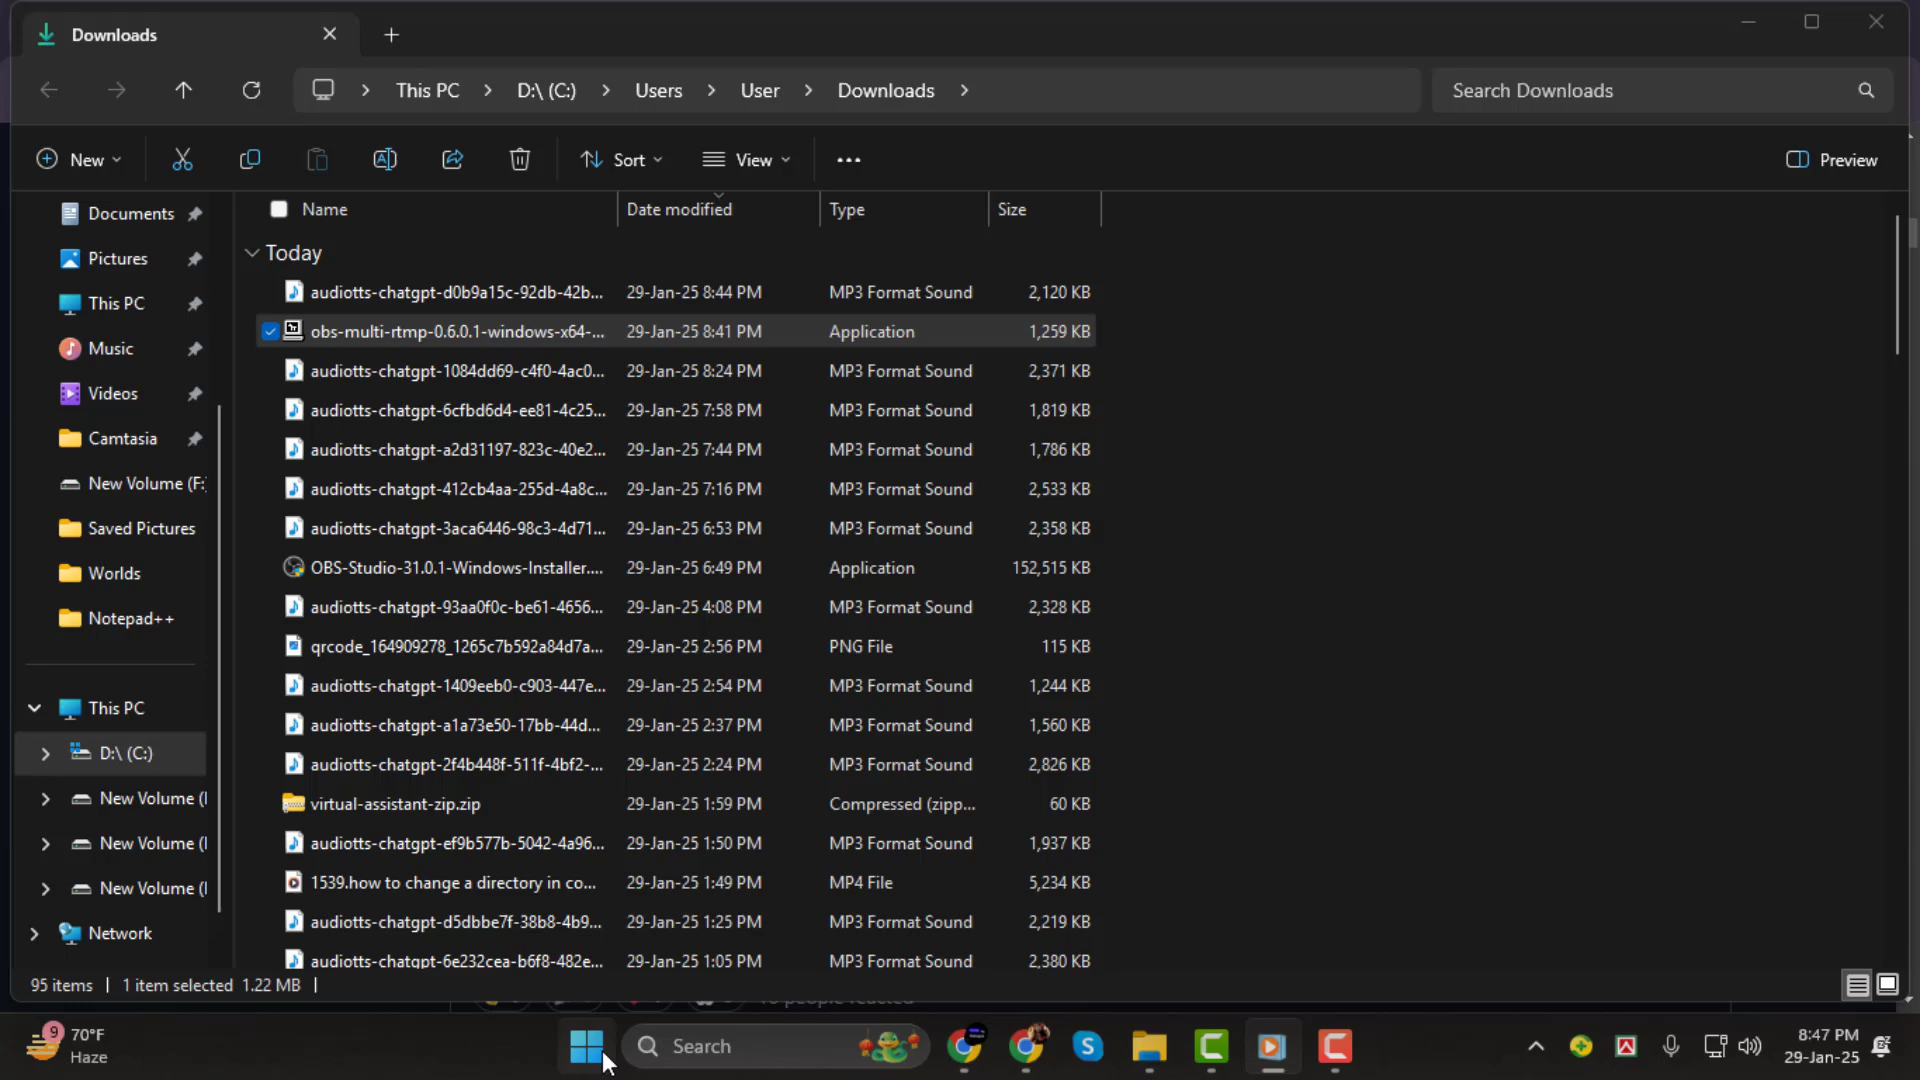 Downloads
This PC
D:\ (C:)
Users
User
Downloads
Search Downloads
New
Sort
View
Preview
Documents
Pictures
This PC
Music
Videos
Camtasia
New Volume (F:
Saved Pictures
Worlds
Notepad++
This PC
D:\ (C:)
New Volume (
New Volume (
New Volume (
Network
Name Date modified Type Size
Today
audiotts-chatgpt-d0b9a15c-92db-42b... 29-Jan-25 8:44 PM MP3 Format Sound 2,120 KB
obs-multi-rtmp-0.6.0.1-windows-x64-... 29-Jan-25 8:41 PM Application 1,259 KB
audiotts-chatgpt-1084dd69-c4f0-4ac0... 29-Jan-25 8:24 PM MP3 Format Sound 2,371 KB
audiotts-chatgpt-6cfbd6d4-ee81-4c25... 29-Jan-25 7:58 PM MP3 Format Sound 1,819 KB
audiotts-chatgpt-a2d31197-823c-40e2... 29-Jan-25 7:44 PM MP3 Format Sound 1,786 KB
audiotts-chatgpt-412cb4aa-255d-4a8c... 29-Jan-25 7:16 PM MP3 Format Sound 2,533 KB
audiotts-chatgpt-3aca6446-98c3-4d71... 29-Jan-25 6:53 PM MP3 Format Sound 2,358 KB
OBS-Studio-31.0.1-Windows-Installer.... 29-Jan-25 6:49 PM Application 152,515 KB
audiotts-chatgpt-93aa0f0c-be61-4656... 29-Jan-25 4:08 PM MP3 Format Sound 2,328 KB
qrcode_164909278_1265c7b592a84d7a... 29-Jan-25 2:56 PM PNG File 115 KB
audiotts-chatgpt-1409eeb0-c903-447e... 29-Jan-25 2:54 PM MP3 Format Sound 1,244 KB
audiotts-chatgpt-a1a73e50-17bb-44d... 29-Jan-25 2:37 PM MP3 Format Sound 1,560 KB
audiotts-chatgpt-2f4b448f-511f-4bf2-... 29-Jan-25 2:24 PM MP3 Format Sound 2,826 KB
virtual-assistant-zip.zip 29-Jan-25 1:59 PM Compressed (zipp... 60 KB
audiotts-chatgpt-ef9b577b-5042-4a96... 29-Jan-25 1:50 PM MP3 Format Sound 1,937 KB
1539.how to change a directory in co... 29-Jan-25 1:49 PM MP4 File 5,234 KB
audiotts-chatgpt-d5dbbe7f-38b8-4b9... 29-Jan-25 1:25 PM MP3 Format Sound 2,219 KB
audiotts-chatgpt-6e232cea-b6f8-482e... 29-Jan-25 1:05 PM MP3 Format Sound 2,380 KB
95 items 1 item selected 1.22 MB
people reacted
9
70°F
Haze
Search
8:47 PM
29-Jan-25